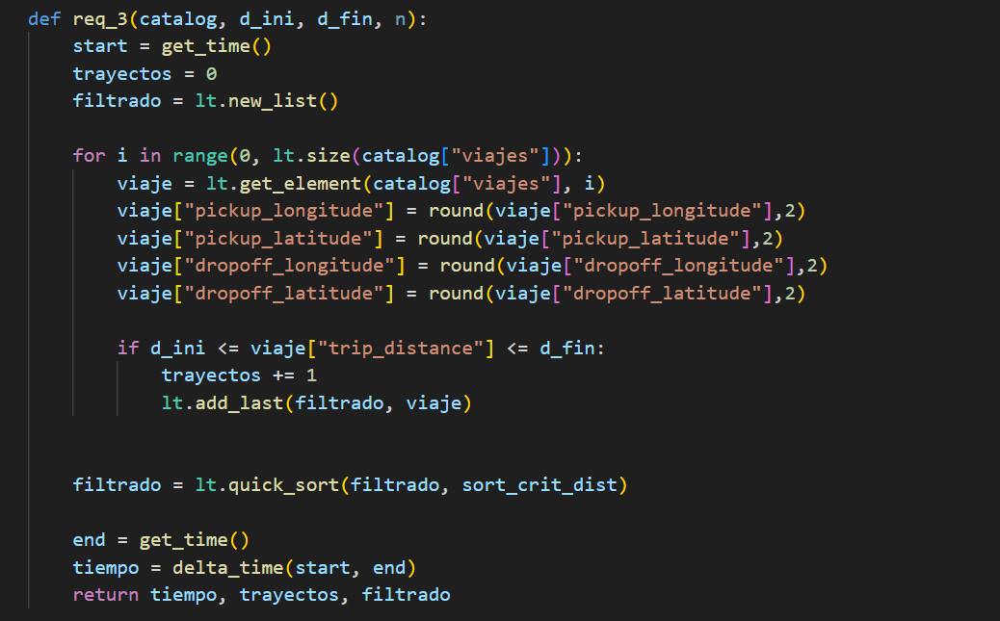 def req_3(catalog, d_ini, d_fin, n):
    start = get_time()
    trayectos = 0
    filtrado = lt.new_list()

    for i in range(0, lt.size(catalog["viajes"])):
        viaje = lt.get_element(catalog["viajes"], i)
        viaje["pickup_longitude"] = round(viaje["pickup_longitude"],2)
        viaje["pickup_latitude"] = round(viaje["pickup_latitude"],2)
        viaje["dropoff_longitude"] = round(viaje["dropoff_longitude"],2)
        viaje["dropoff_latitude"] = round(viaje["dropoff_latitude"],2)

        if d_ini <= viaje["trip_distance"] <= d_fin:
            trayectos += 1
            lt.add_last(filtrado, viaje)


    filtrado = lt.quick_sort(filtrado, sort_crit_dist)

    end = get_time()
    tiempo = delta_time(start, end)
    return tiempo, trayectos, filtrado